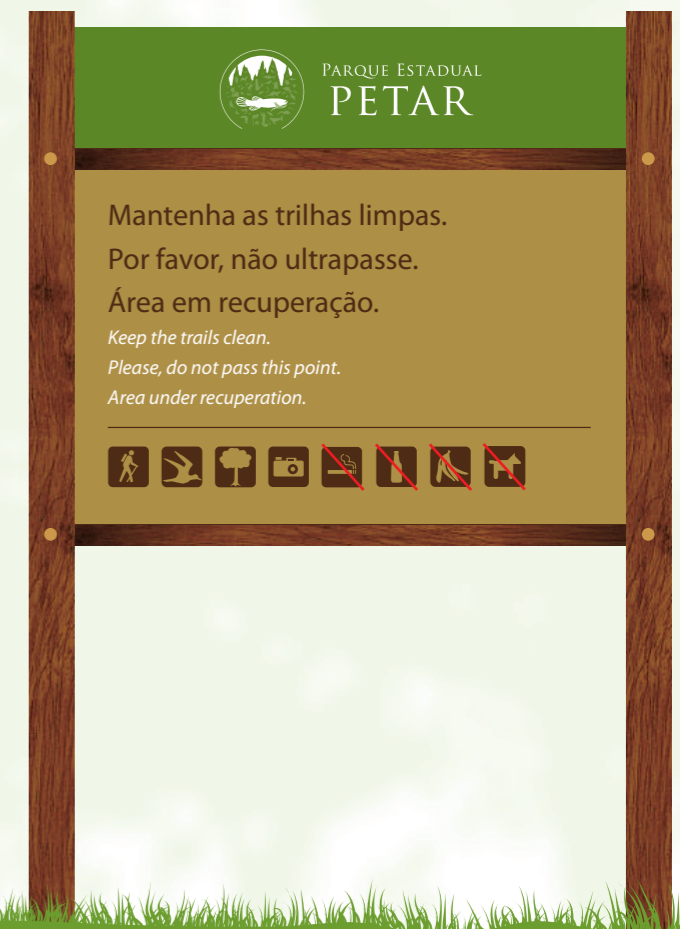 Parque Estadual
PETAR
Mantenha as trilhas limpas.
Por favor, não ultrapasse.
Área em recuperação.
Keep the trails clean.
Please, do not pass this point.
Area under recuperation.